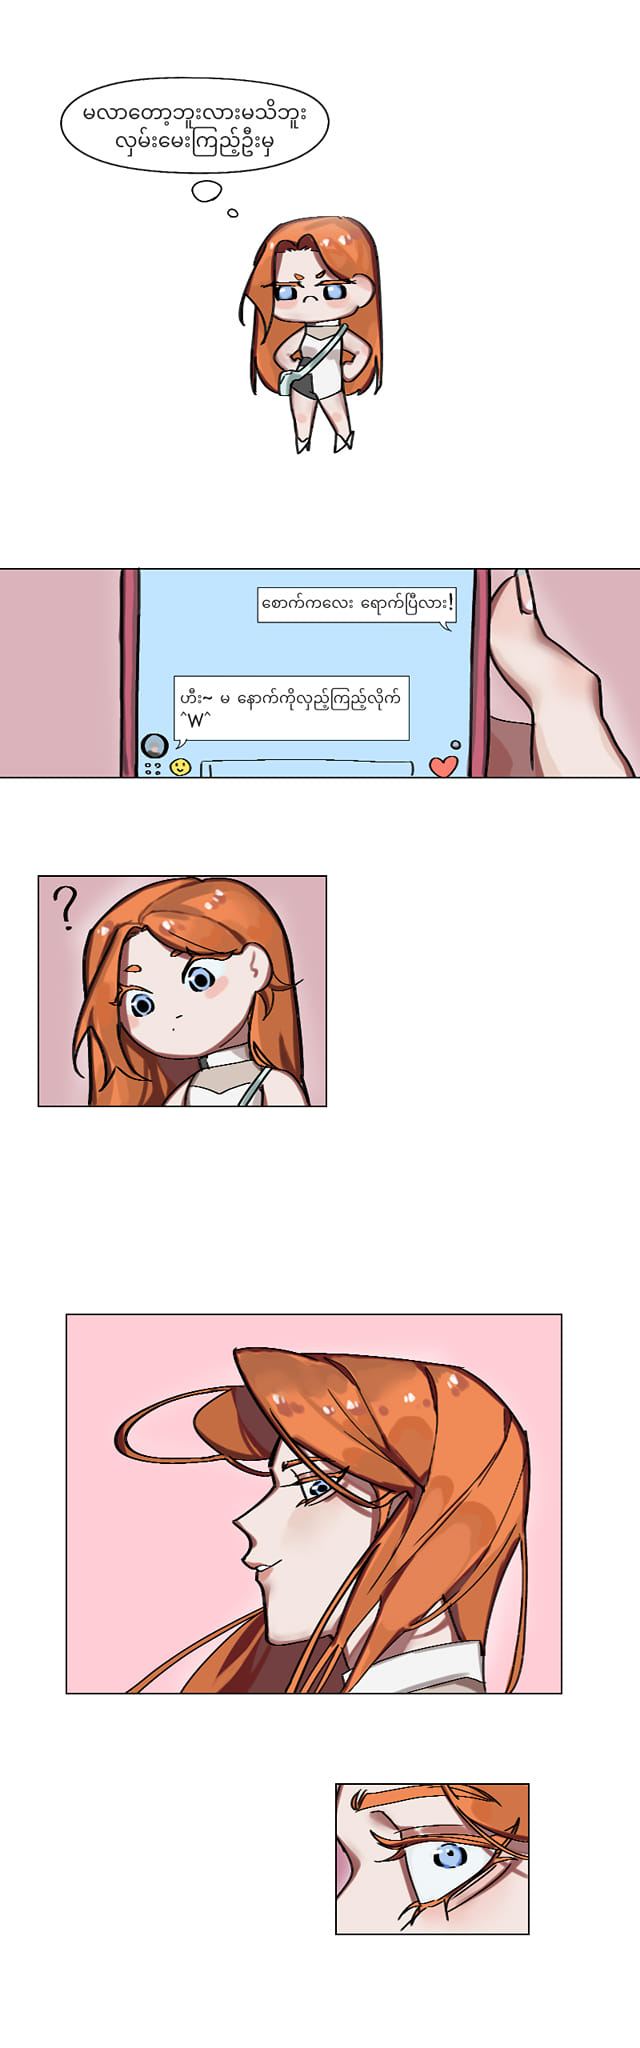 မလာတော့ဘူးလားမသိဘူး
လှမ်းမေးကြည့်ဦးမှ
စောက်ကလေး ရောက်ပြီလား!
ဟီး~ မ နောက်ကိုလှည့်ကြည့်လိုက်
^W^
?